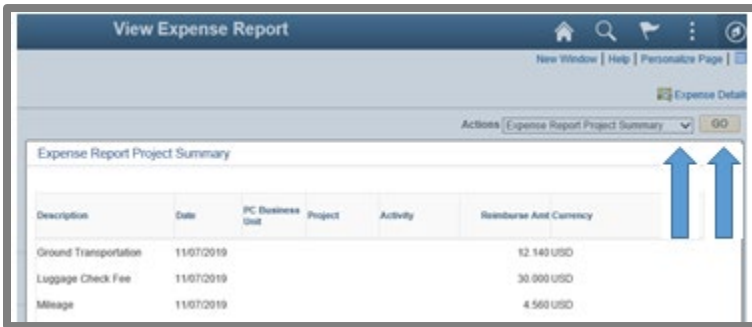 View Expense Report
New Window | Help | Personalize Page |
Expense Details
Actions Expense Report Project Summary GO
Expense Report Project Summary
Description Date PC Business Unit Project Activity Reimburse Amt Currency
Ground Transportation 11/07/2019 12.140 USD
Luggage Check Fee 11/07/2019 30.000 USD
Mileage 11/07/2019 4.560 USD